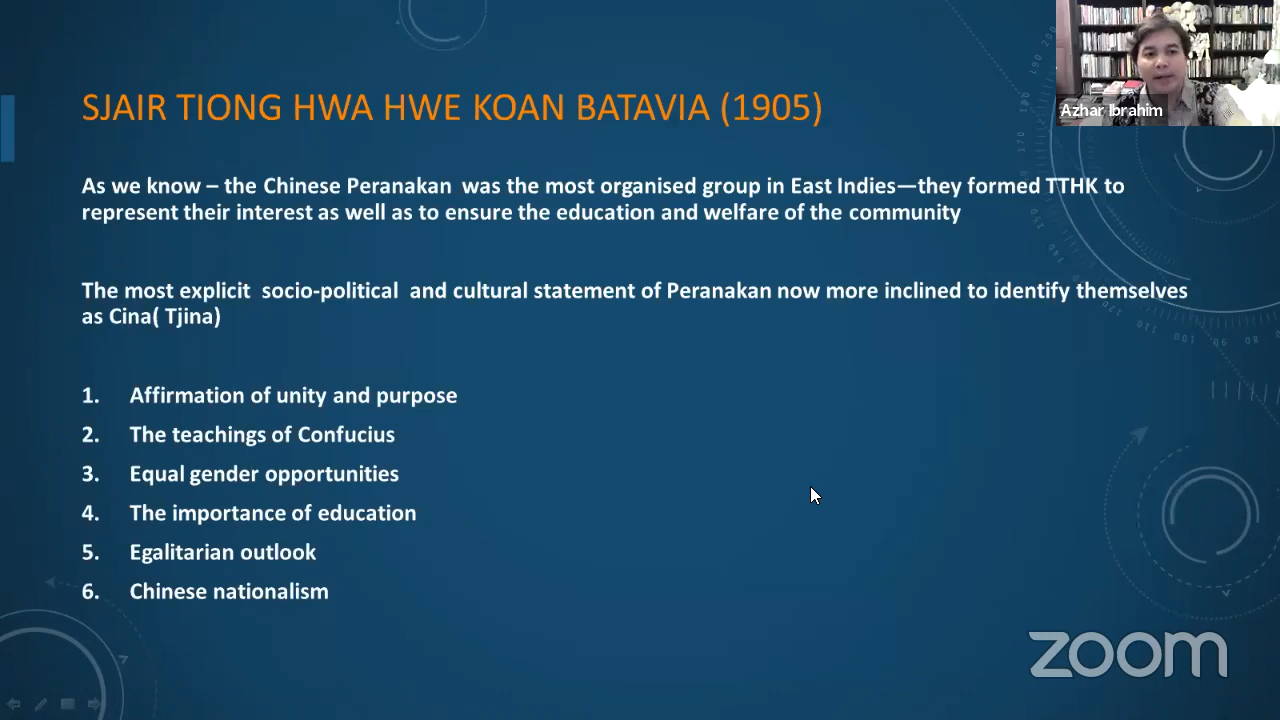 SJAIR TIONG HWA HWE KOAN BATAVIA (1905)
Azhar Ibrahim
As we know – the Chinese Peranakan was the most organised group in East Indies—they formed TTHK to
represent their interest as well as to ensure the education and welfare of the community
The most explicit socio-political and cultural statement of Peranakan now more inclined to identify themselves
as Cina( Tjina)
1. Affirmation of unity and purpose
2. The teachings of Confucius
3. Equal gender opportunities
4. The importance of education
5. Egalitarian outlook
6. Chinese nationalism
zoom